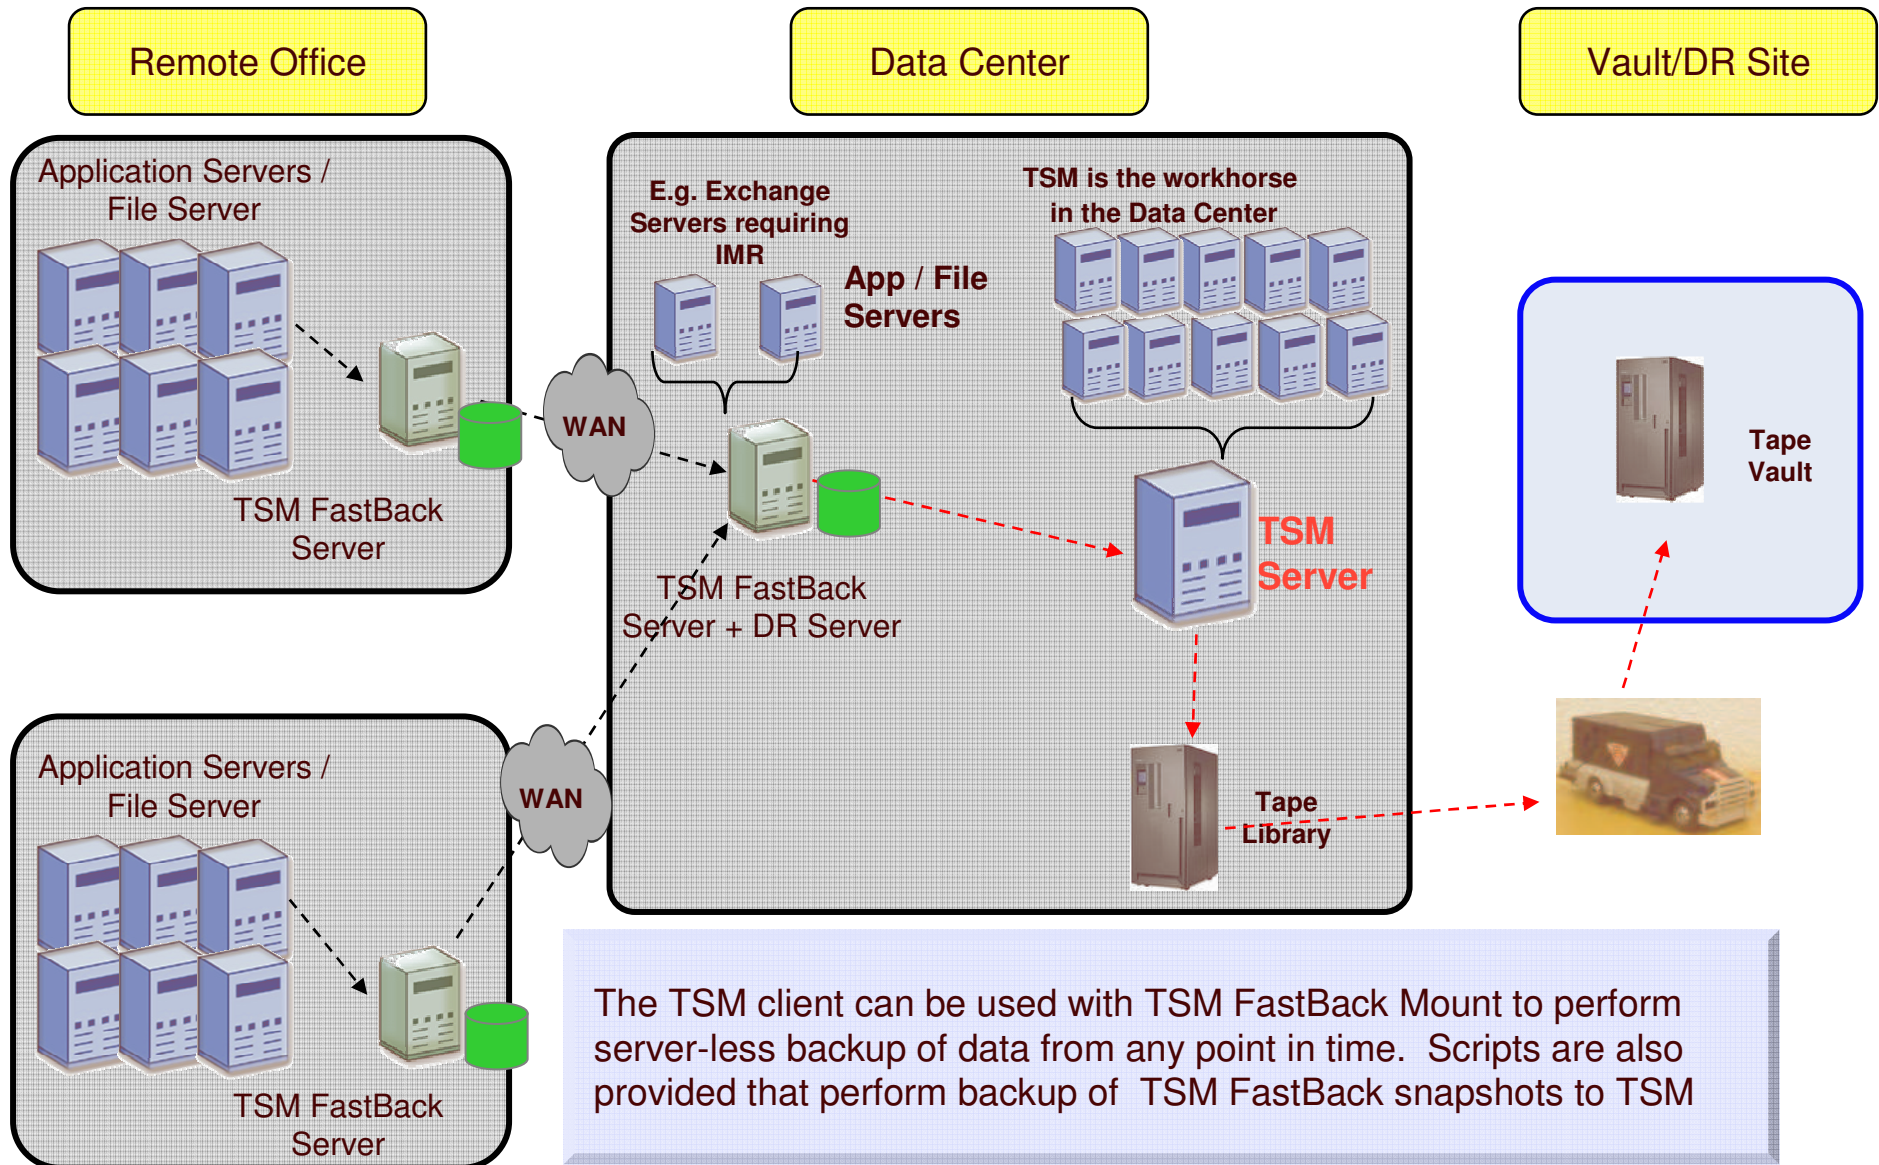 Remote Office
Data Center
Vault/DR Site
Application Servers /
File Server
TSM FastBack
Server
WAN
E.g. Exchange
Servers requiring
IMR
App / File
Servers
TSM is the workhorse
in the Data Center
TSM FastBack
Server + DR Server
TSM
Server
Tape
Library
Tape
Vault
Application Servers /
File Server
TSM FastBack
Server
WAN
The TSM client can be used with TSM FastBack Mount to perform
server-less backup of data from any point in time.  Scripts are also
provided that perform backup of  TSM FastBack snapshots to TSM